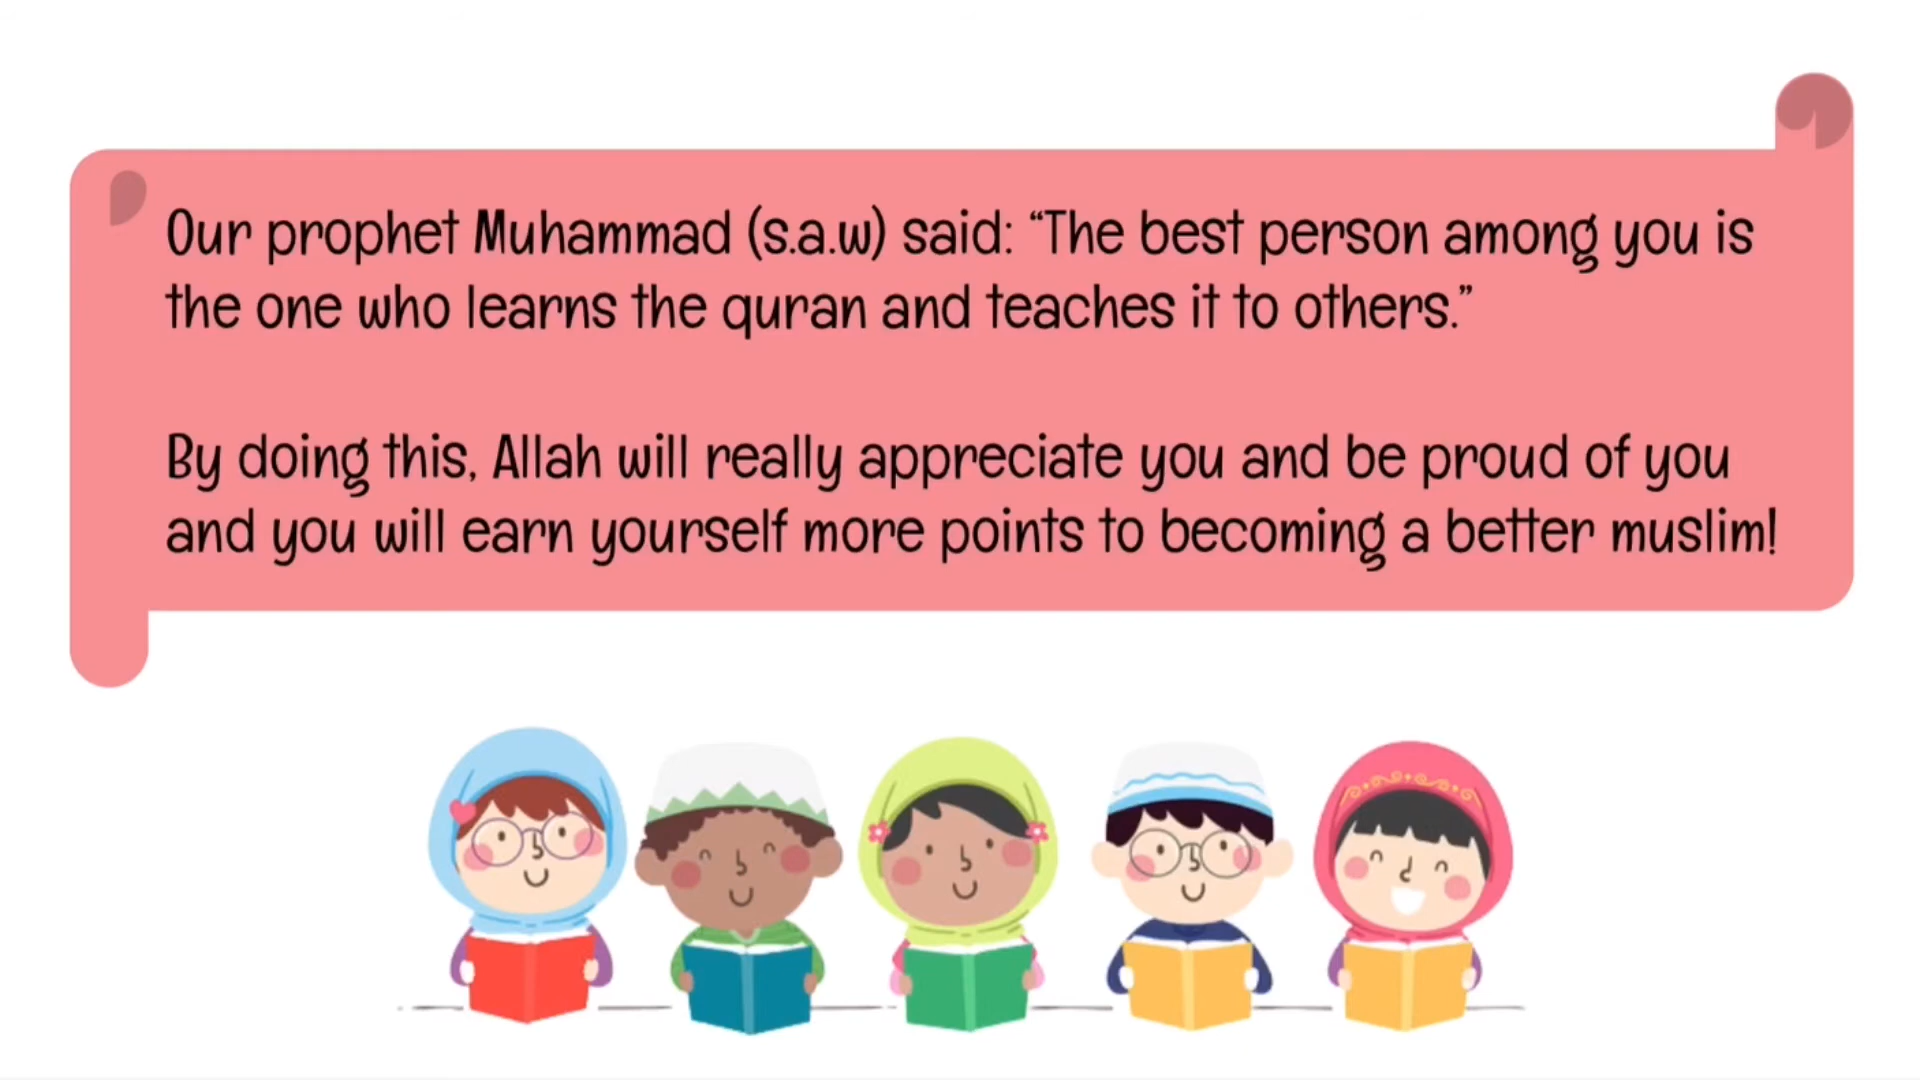 Our prophet Muhammad (s.a.w) said: “The best person among you is
the one who learns the quran and teaches it to others.”
By doing this, Allah will really appreciate you and be proud of you
and you will earn yourself more points to becoming a better muslim!